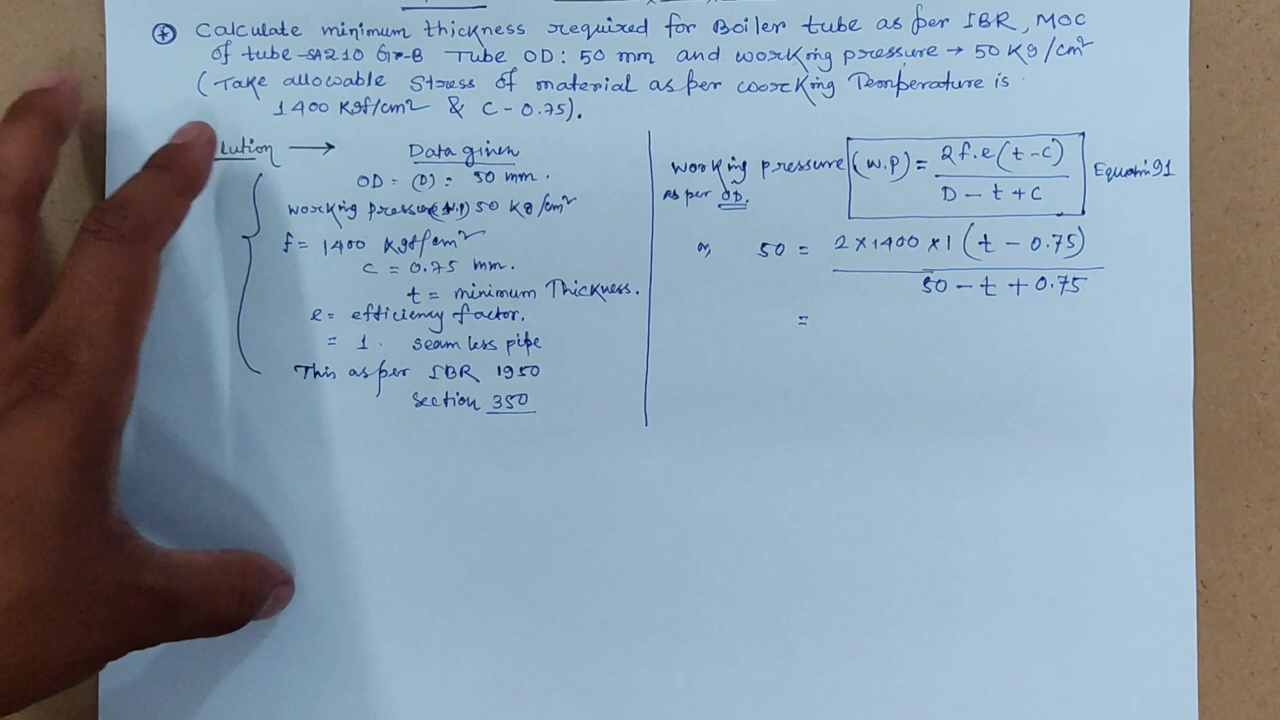 Calculate minimum thickness required for Boiler tube as per IBR, MOC
of tube - SA210 Gr-B Tube OD: 50 mm and working pressure → 50 Kg/cm²
(Take allowable stress of material as per working Temperature is
1400 Kgf/cm² & C - 0.75).
lution →
Data given
OD = (D) = 50 mm.
working pressure (W.P) 50 kg/cm²
f = 1400 kgf/cm²
C = 0.75 mm.
t = minimum Thickness.
e = efficiency factor.
= 1. seamless pipe
This as per IBR 1950
section 350
working pressure (W.P) = 2f.e(t-c) / D - t + C Equation 91
as per OD.
or, 50 = 2×1400×1(t - 0.75) / 50 - t + 0.75
=